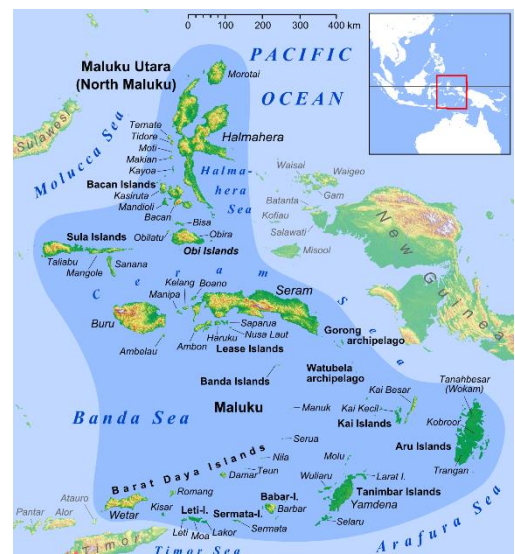 0 100 200 300 400 km
PACIFIC
OCEAN
Maluku Utara
(North Maluku)
Morotai
Sulawesi
Molucca Sea
Ternate
Tidore
Moti
Makian
Kayoa
Halmahera
Halma-
hera
Sea
Bacan Islands
Kasiruta
Mandioli
Bacan
Waisai
Waigeo
Gam
Batanta
Kofiau
Salawati
Misool
New Guinea
Bisa
Obilatu
Obira
Obi Islands
Sula Islands
Taliabu
Mangole
Sanana
Ceram Sea
Kelang
Boano
Manipa
Seram
Buru
Ambelau
Ambon
Saparua
Haruku
Nusa Laut
Lease Islands
Gorong
archipelago
Banda Islands
Watubela
archipelago
Kai Besar
Tanahbesar
(Wokam)
Banda Sea
Maluku
Manuk
Kai Kecil
Kai Islands
Kobroor
Aru Islands
Trangan
Serua
Nila
Teun
Damar
Barat Daya Islands
Molu
Wuliaru
Larat I.
Tanimbar Islands
Yamdena
Selaru
Romang
Wetar
Kisar
Leti-I.
Leti
Moa
Lakor
Sermata-I.
Sermata
Babar-I.
Barbar
Atauro
Pantar
Alor
Timor
Timor Sea
Arafura Sea